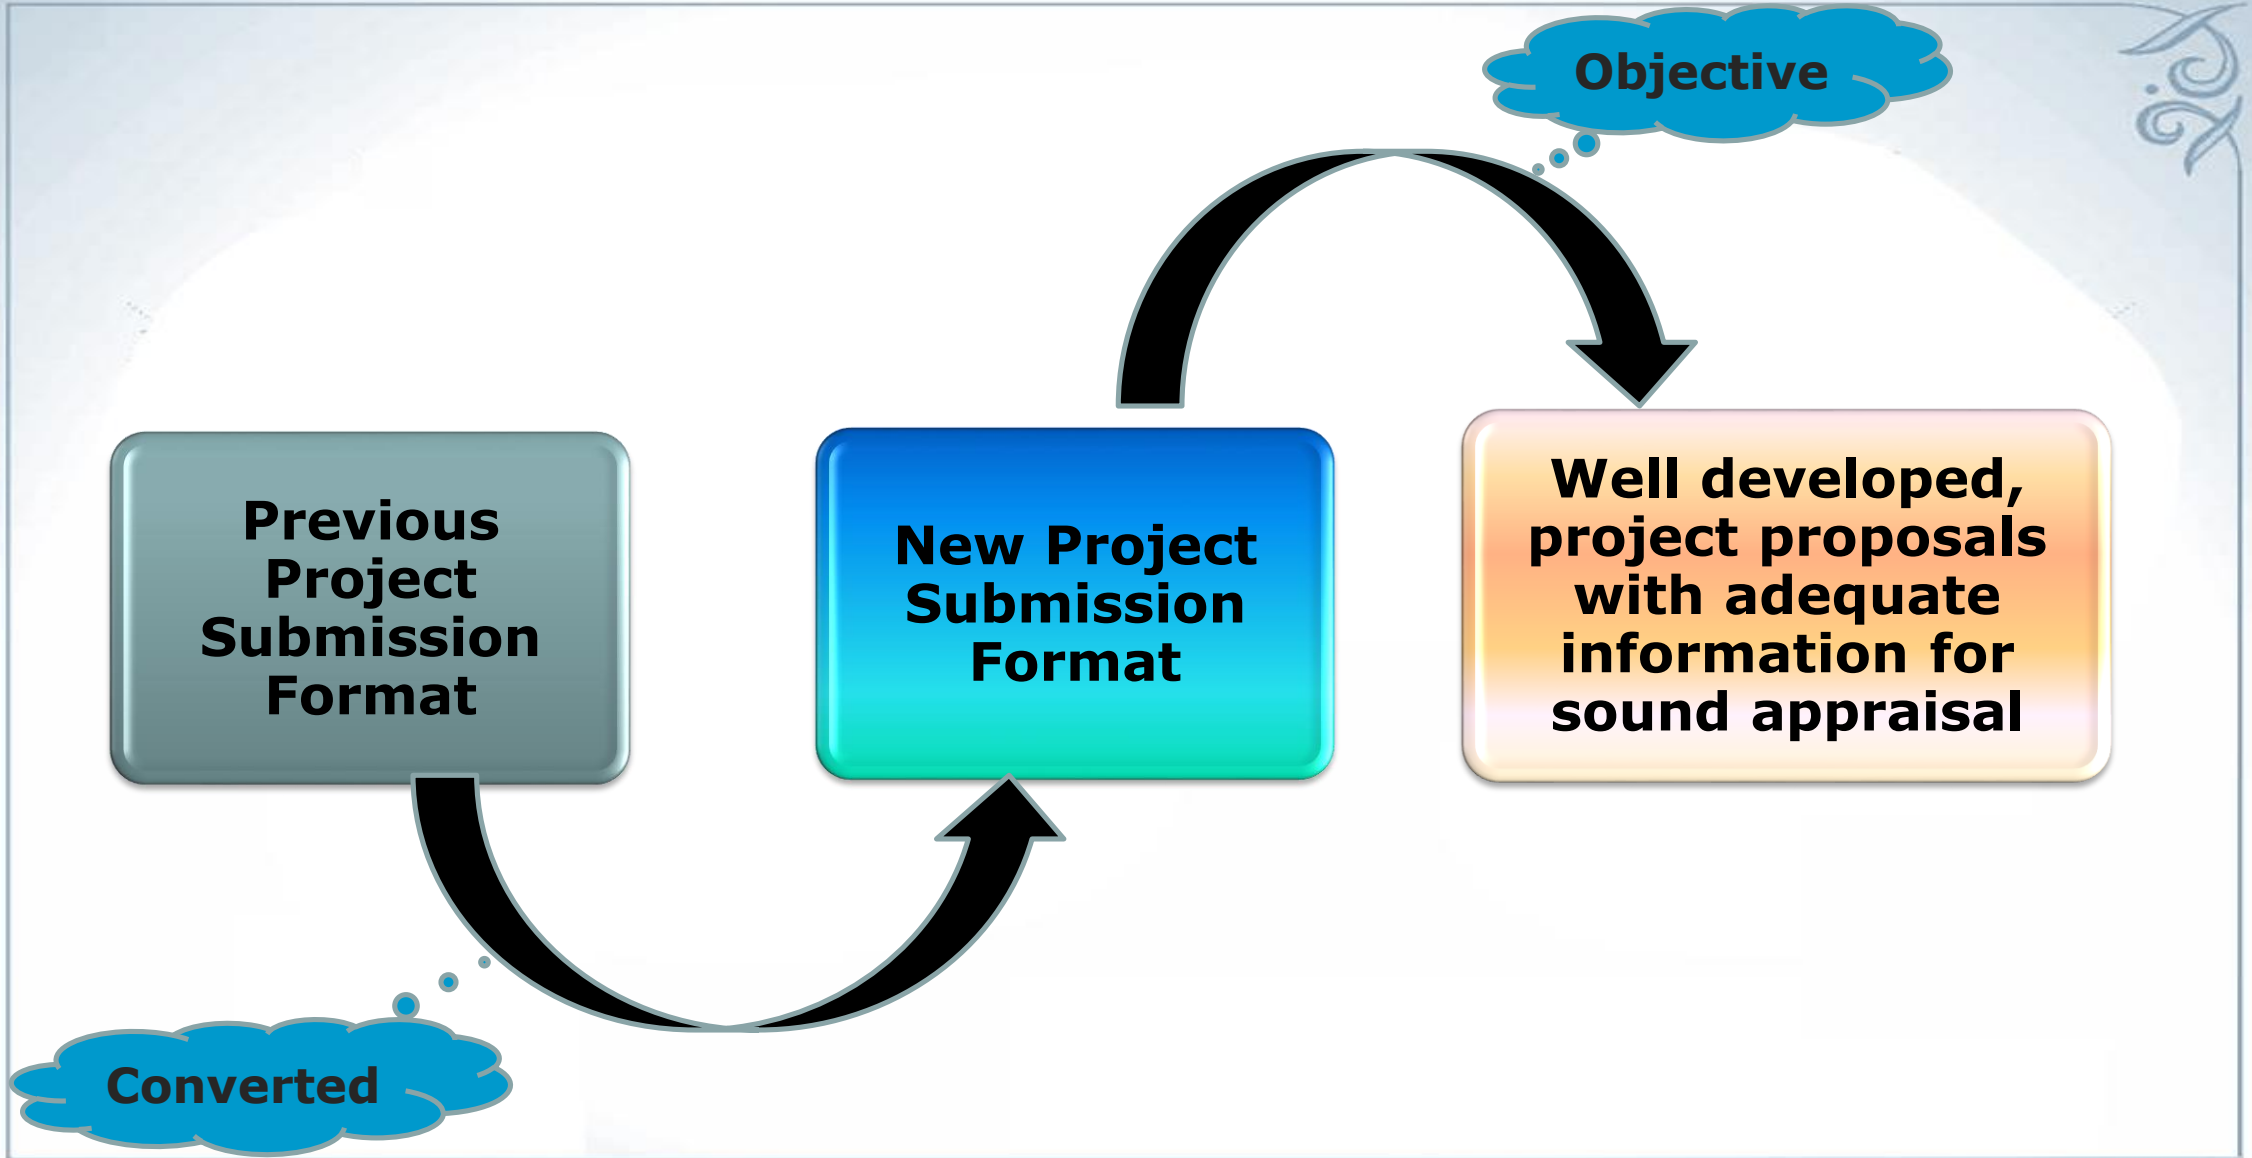 Objective
Previous
Project
Submission
Format
New Project
Submission
Format
Well developed,
project proposals
with adequate
information for
sound appraisal
Converted